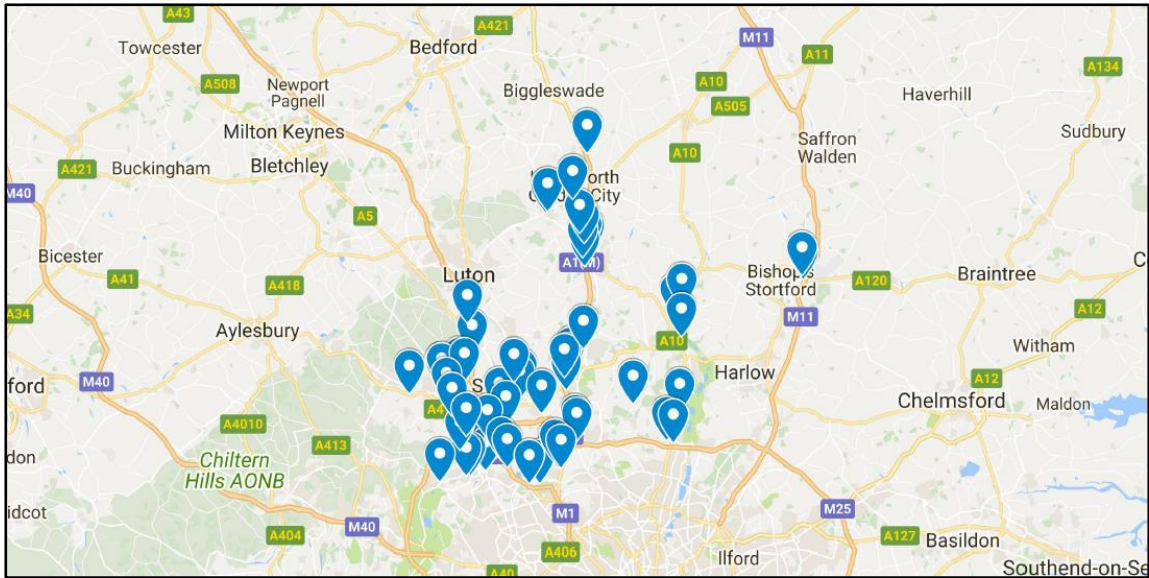 A43
Towcester
A421
M11
A11
Bedford
A134
A508
Newport
Pagnell
Biggleswade
A10
A505
Haverhill
Milton Keynes
Bletchley
Saffron
Walden
Sudbury
A421
Buckingham
A10
M40
A5
Bicester
A41
A418
Luton
A1(M)
Bishop's
Stortford
A120
Braintree
A34
Aylesbury
M11
A12
A10
Witham
M40
Harlow
A12
Chelmsford
Maldon
A4010
A413
Chiltern
Hills AONB
M40
M1
M25
A404
A406
Ilford
A127
Basildon
A40